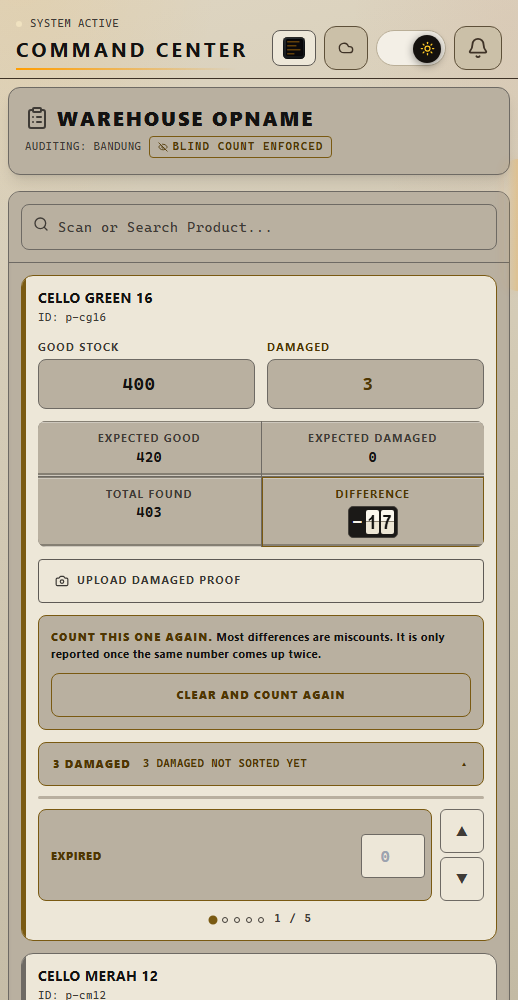 SYSTEM ACTIVE
COMMAND CENTER
WAREHOUSE OPNAME
AUDITING: BANDUNG BLIND COUNT ENFORCED
Scan or Search Product...
CELLO GREEN 16
ID: p-cg16
GOOD STOCK DAMAGED
400 3
EXPECTED GOOD EXPECTED DAMAGED
420 0
TOTAL FOUND DIFFERENCE
403 -17
UPLOAD DAMAGED PROOF
COUNT THIS ONE AGAIN. Most differences are miscounts. It is only
reported once the same number comes up twice.
CLEAR AND COUNT AGAIN
3 DAMAGED 3 DAMAGED NOT SORTED YET
EXPIRED 0
1 / 5
CELLO MERAH 12
ID: p-cm12